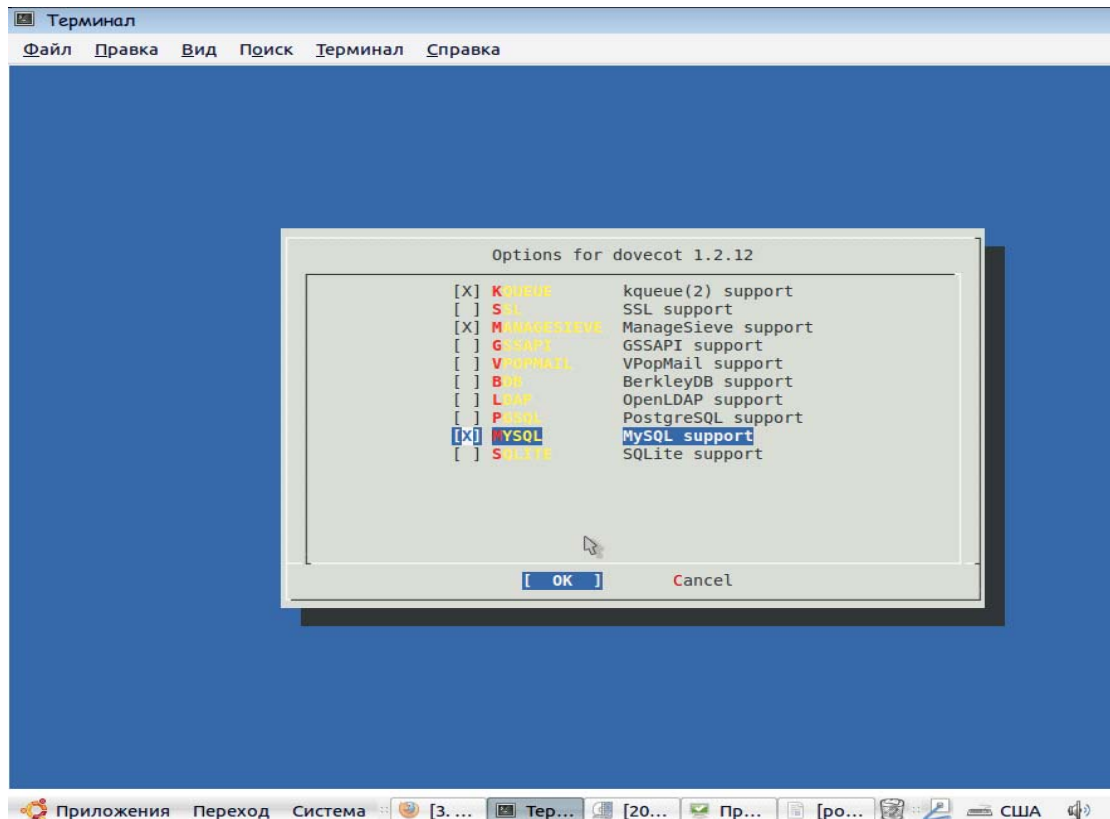 Терминал
Файл Правка Вид Поиск Терминал Справка
Options for dovecot 1.2.12
[X] KQUEUE kqueue(2) support
[ ] SSL SSL support
[X] MANAGESIEVE ManageSieve support
[ ] GSSAPI GSSAPI support
[ ] VPOPMAIL VPopMail support
[ ] BDB BerkleyDB support
[ ] LDAP OpenLDAP support
[ ] PGSQL PostgreSQL support
[X] MYSQL MySQL support
[ ] SQLITE SQLite support
[ OK ] Cancel
Приложения Переход Система [3. ... Тер... [20... Пр... [po... США